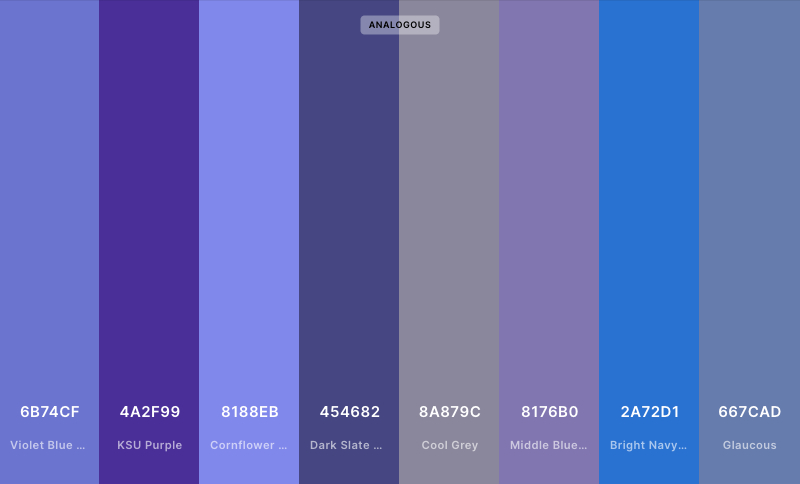 ANALOGOUS
6B74CF 4A2F99 8188EB 454682 8A879C 8176B0 2A72D1 667CAD
Violet Blue ... KSU Purple Cornflower ... Dark Slate ... Cool Grey Middle Blue... Bright Navy... Glaucous